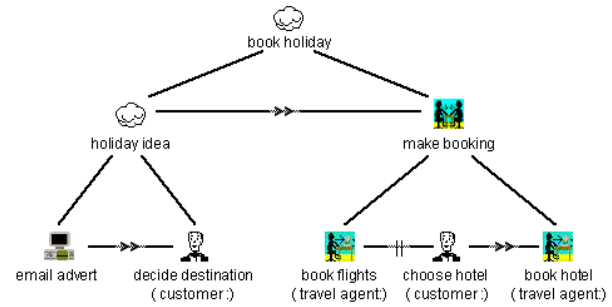 book holiday
holiday idea
make booking
email advert
decide destination
( customer :)
book flights
( travel agent:)
choose hotel
( customer :)
book hotel
( travel agent:)